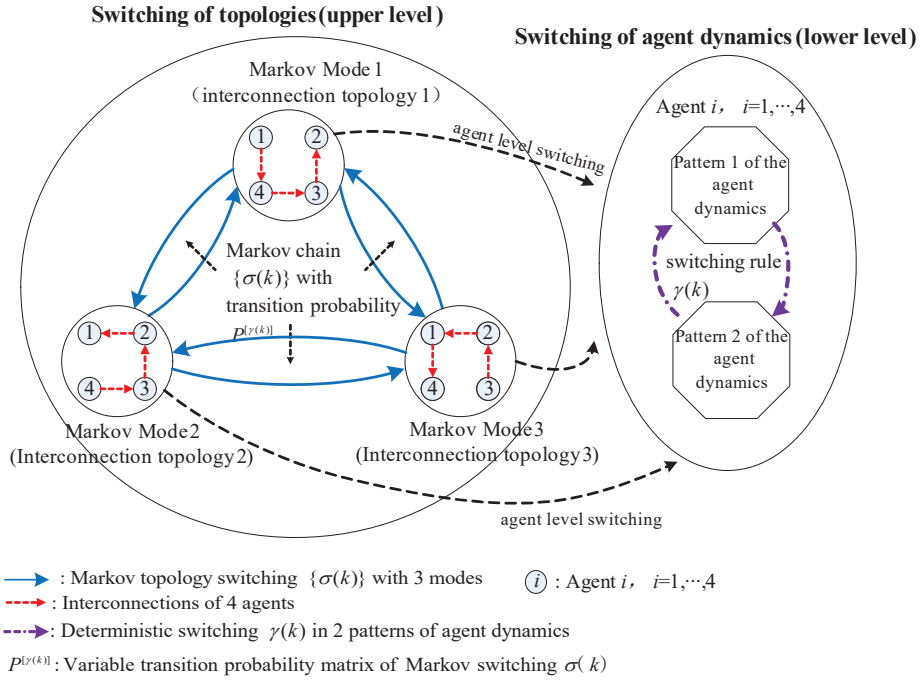 Switching of topologies (upper level)
Switching of agent dynamics (lower level)
Markov Mode 1
（interconnection topology 1)
1 2
4 3
agent level switching
Agent i， i=1,⋯,4
Pattern 1 of the
agent
dynamics
switching rule
γ(k)
Pattern 2 of the
agent
dynamics
Markov chain
{σ(k)} with
transition probability
P^[γ(k)]
1 2
4 3
Markov Mode 2
(Interconnection topology 2)
1 2
4 3
Markov Mode 3
(Interconnection topology 3)
agent level switching
: Markov topology switching {σ(k)} with 3 modes
i : Agent i， i=1,⋯,4
: Interconnections of 4 agents
: Deterministic switching γ(k) in 2 patterns of agent dynamics
P^[γ(k)] : Variable transition probability matrix of Markov switching σ( k)